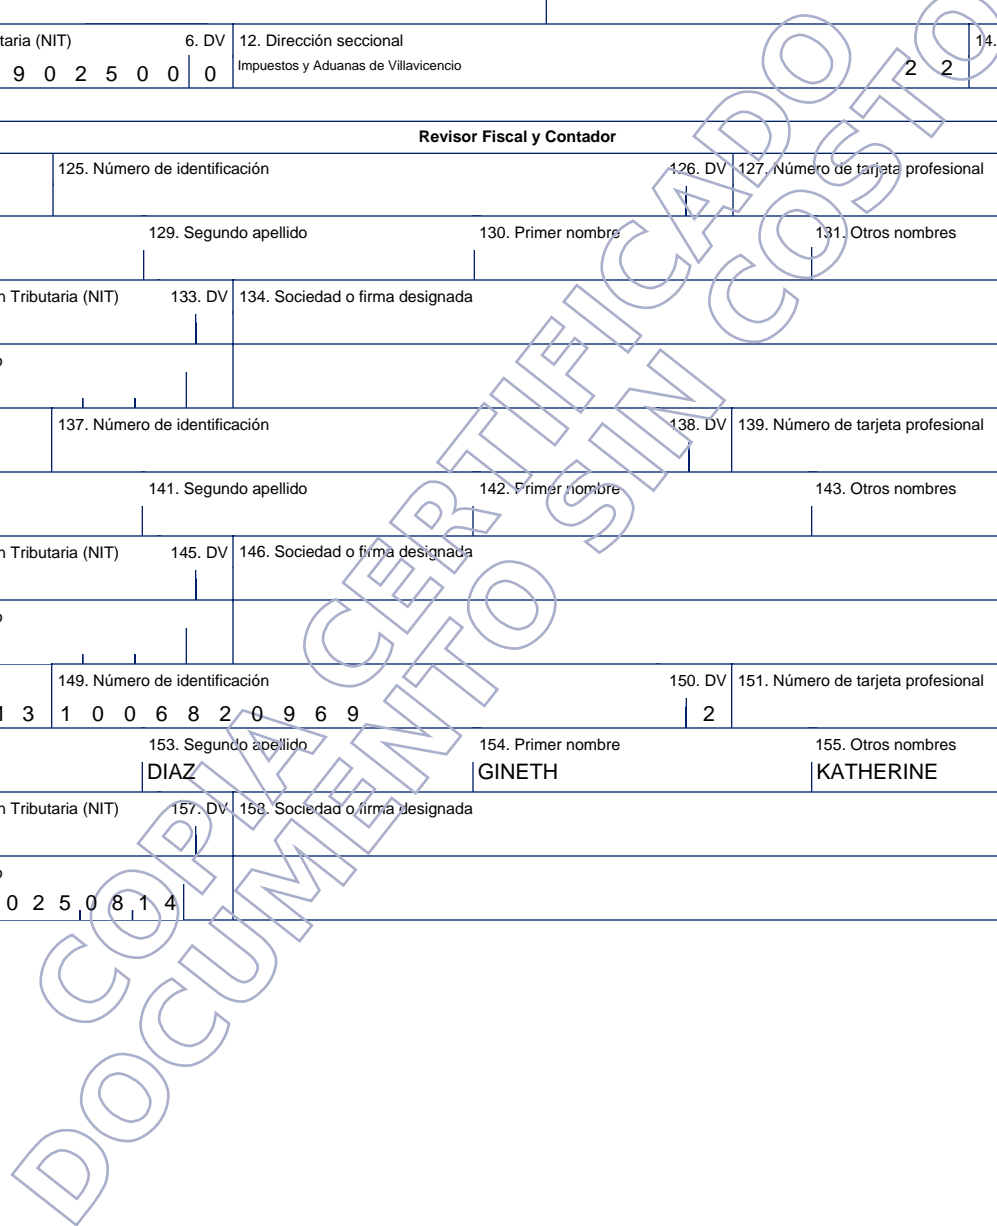 taria (NIT) 6. DV 12. Dirección seccional 14.
9 0 2 5 0 0 0 Impuestos y Aduanas de Villavicencio 2 2
Revisor Fiscal y Contador
125. Número de identificación 126. DV 127. Número de tarjeta profesional
129. Segundo apellido 130. Primer nombre 131. Otros nombres
n Tributaria (NIT) 133. DV 134. Sociedad o firma designada
o
137. Número de identificación 138. DV 139. Número de tarjeta profesional
141. Segundo apellido 142. Primer nombre 143. Otros nombres
n Tributaria (NIT) 145. DV 146. Sociedad o firma designada
o
149. Número de identificación 150. DV 151. Número de tarjeta profesional
1 3 1 0 0 6 8 2 0 9 6 9 2
153. Segundo apellido 154. Primer nombre 155. Otros nombres
DIAZ GINETH KATHERINE
n Tributaria (NIT) 157. DV 158. Sociedad o firma designada
o
0 2 5 0 8 1 4
COPIA CERTIFICADO
DOCUMENTO SIN COSTO